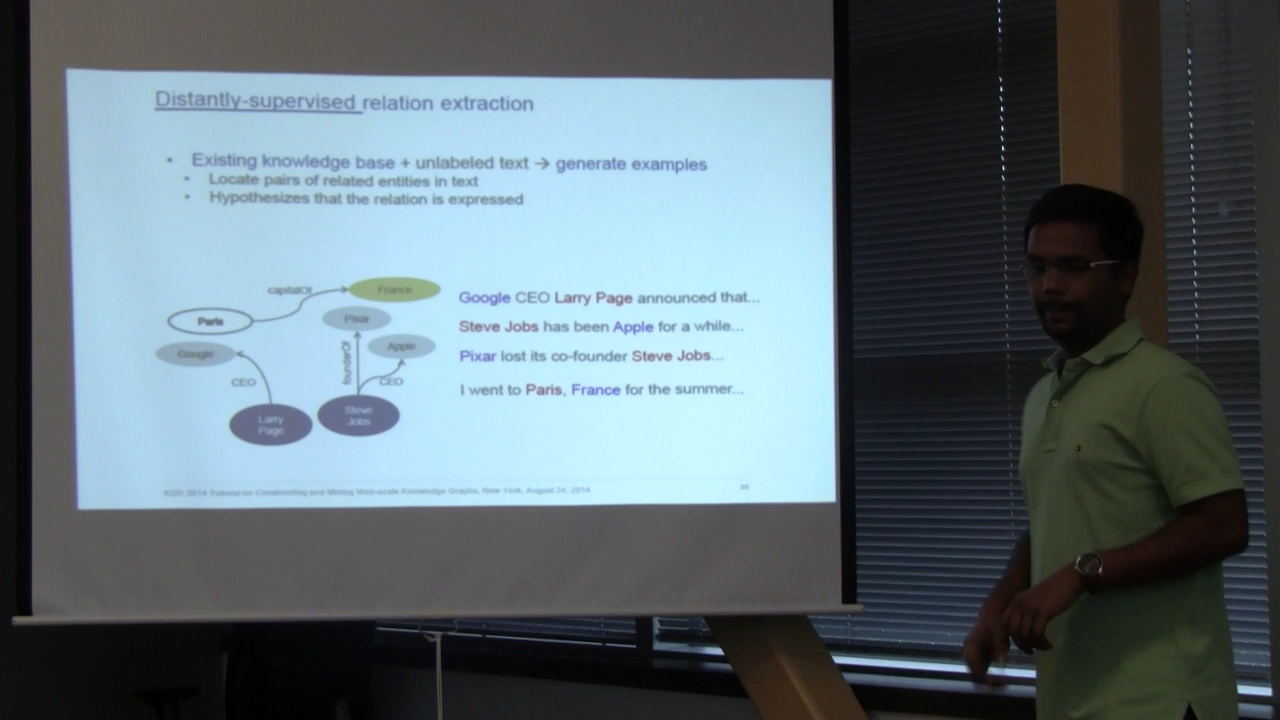 Distantly-supervised relation extraction
• Existing knowledge base + unlabeled text → generate examples
• Locate pairs of related entities in text
• Hypothesizes that the relation is expressed
capitalOf
France
Paris
Pixar
Google
Apple
founderOf
CEO
CEO
Larry
Page
Steve
Jobs
Google CEO Larry Page announced that...
Steve Jobs has been Apple for a while...
Pixar lost its co-founder Steve Jobs...
I went to Paris, France for the summer...
KDD 2014 Tutorial on Constructing and Mining Web-scale Knowledge Graphs, New York, August 24, 2014